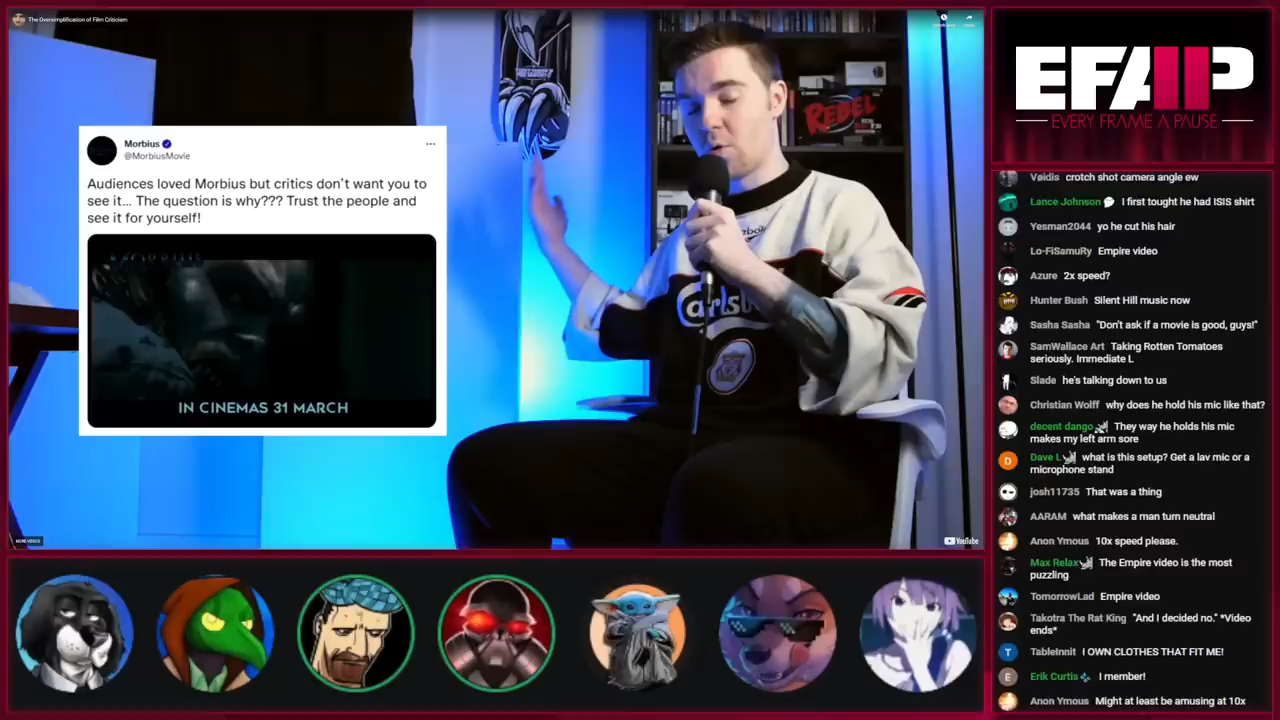 The Oversimplification of Film Criticism
Morbius
@MorbiusMovie
Audiences loved Morbius but critics don't want you to
see it... The question is why??? Trust the people and
see it for yourself!
IN CINEMAS 31 MARCH
REBEL
Reebok
Carlsb
MORE VIDEOS
YouTube
EFAP
EVERY FRAME A PAUSE
Vøidis crotch shot camera angle ew
Lance Johnson I first tought he had ISIS shirt
Yesman2044 yo he cut his hair
Lo-FiSamuRy Empire video
Azure 2x speed?
Hunter Bush Silent Hill music now
Sasha Sasha "Don't ask if a movie is good, guys!"
SamWallace Art Taking Rotten Tomatoes
seriously. Immediate L
Slade he's talking down to us
Christian Wolff why does he hold his mic like that?
decent dango They way he holds his mic
makes my left arm sore
Dave L what is this setup? Get a lav mic or a
microphone stand
josh11735 That was a thing
AARAM what makes a man turn neutral
Anon Ymous 10x speed please.
Max Relax The Empire video is the most
puzzling
TomorrowLad Empire video
Takotra The Rat King "And I decided no." *Video
ends*
TableInnit I OWN CLOTHES THAT FIT ME!
Erik Curtis I member!
Anon Ymous Might at least be amusing at 10x